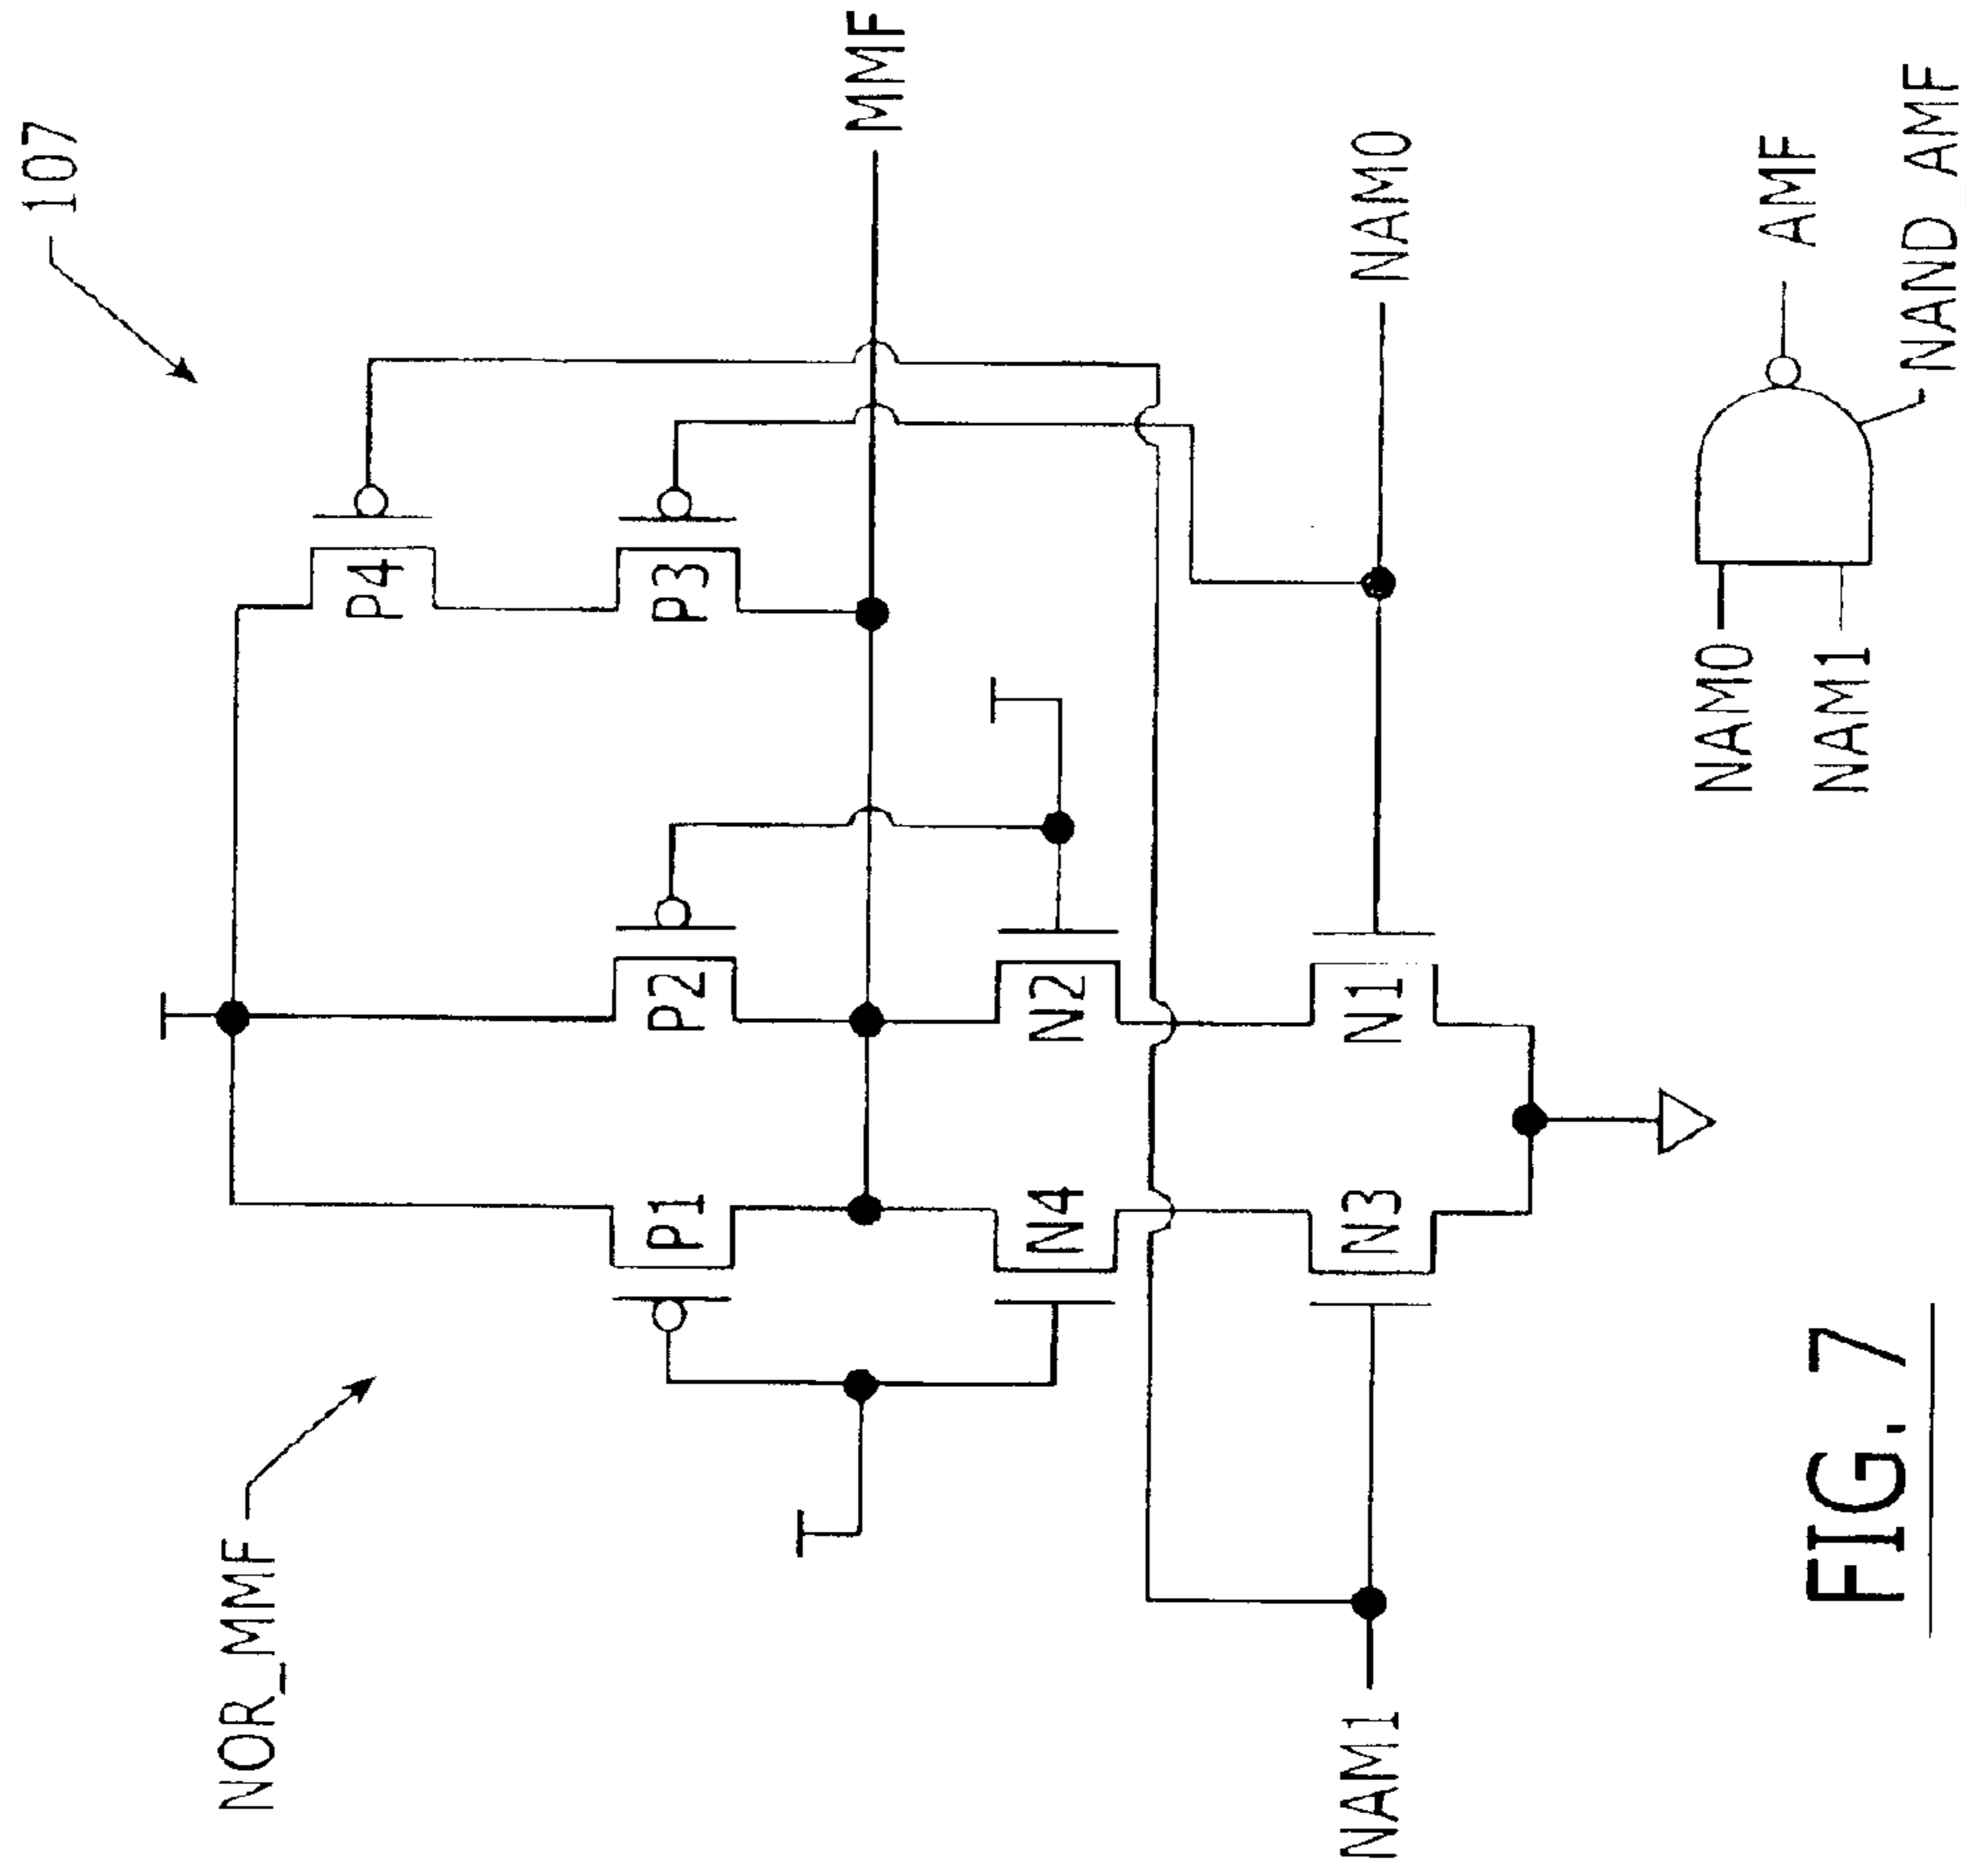 107
NOR_MMF
P4
P1
P2
P3
MMF
N4
N2
N3
N1
NAM1
NAM0
NAM0
NAM1
AMF
NAND AMF
FIG. 7